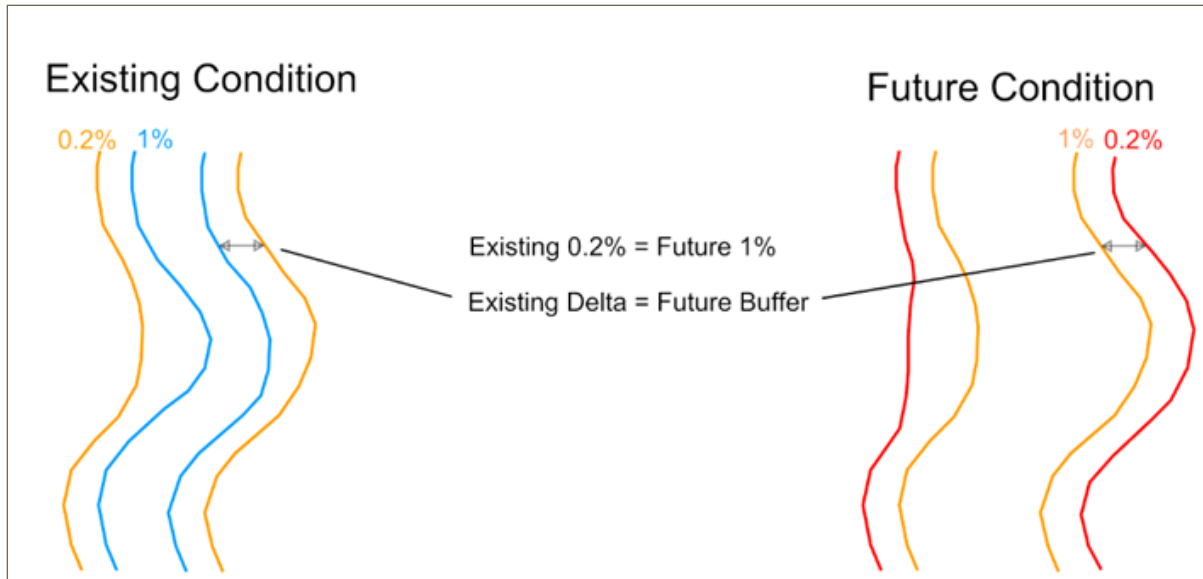 Existing Condition
Future Condition
0.2% 1%
1% 0.2%
Existing 0.2% = Future 1%
Existing Delta = Future Buffer